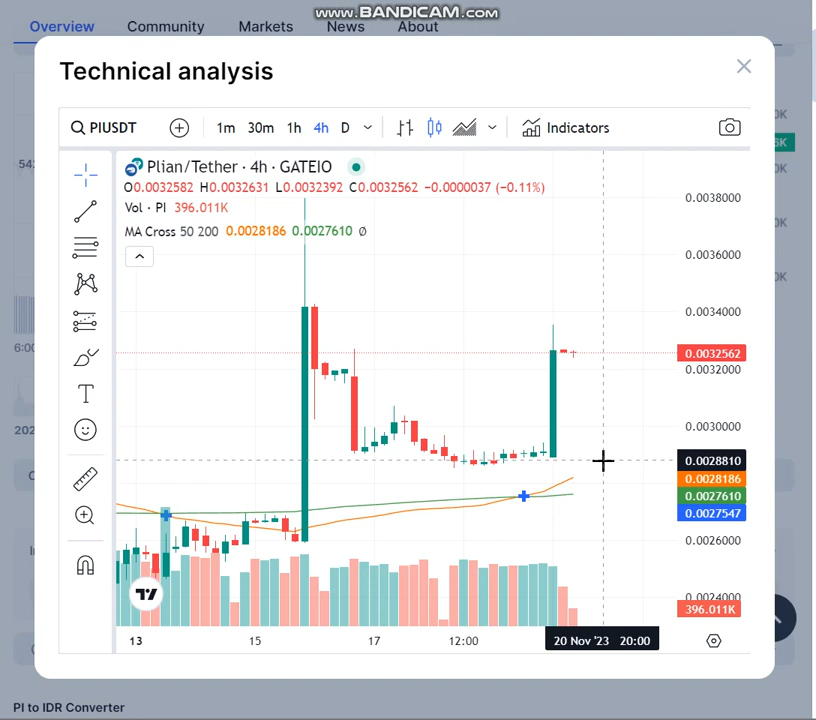 www.BANDICAM.com
Overview Community Markets News About
Technical analysis
PIUSDT 1m 30m 1h 4h D Indicators
Plian/Tether · 4h · GATEIO
O0.0032582 H0.0032631 L0.0032392 C0.0032562 −0.0000037 (−0.11%)
Vol · PI 396.011K
MA Cross 50 200 0.0028186 0.0027610 Ø
0.0038000
0.0036000
0.0034000
0.0032562
0.0032000
0.0030000
0.0028810
0.0028186
0.0027610
0.0027547
0.0026000
0.0024000
396.011K
13 15 17 12:00 20 Nov '23 20:00
T
542
6:00
202
PI to IDR Converter